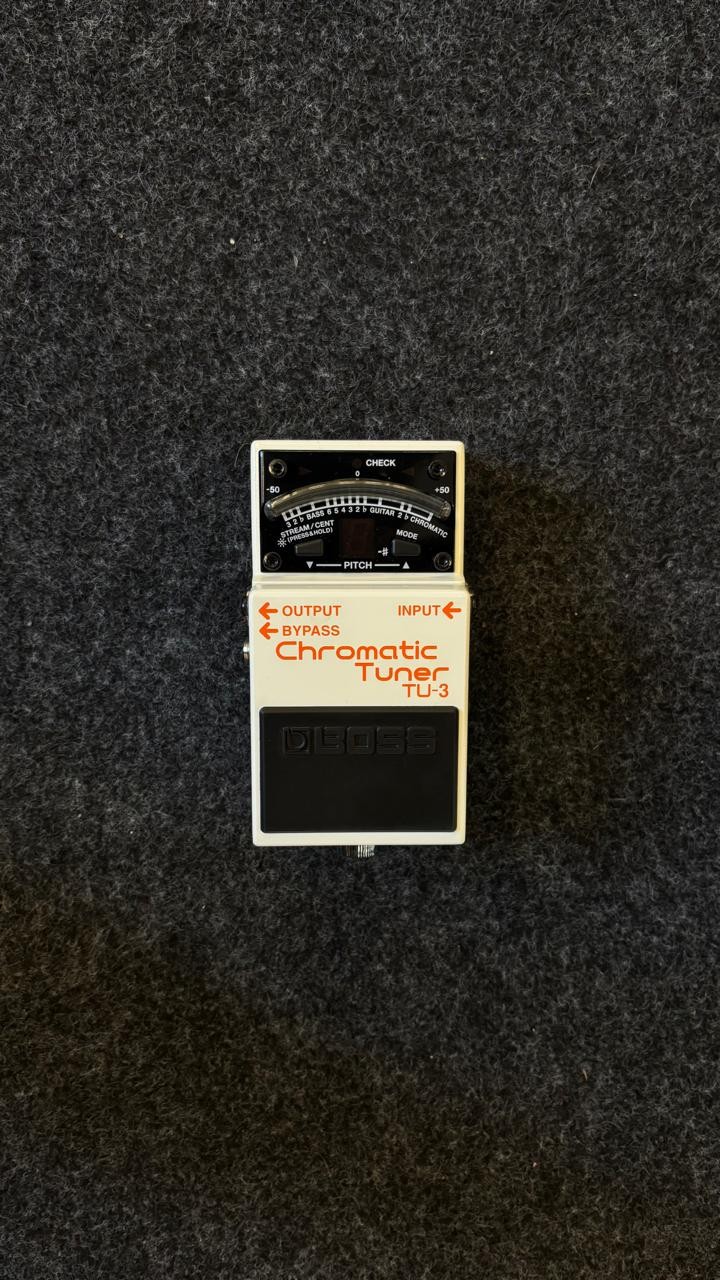 CHECK
0
-50 +50
3 2 ♭ BASS 6 5 4 3 2 ♭ GUITAR 2 ♭ CHROMATIC
STREAM/CENT
(PRESS&HOLD)
MODE
-#
▼ PITCH ▲
← OUTPUT INPUT ←
← BYPASS
Chromatic
Tuner
TU-3
BOSS